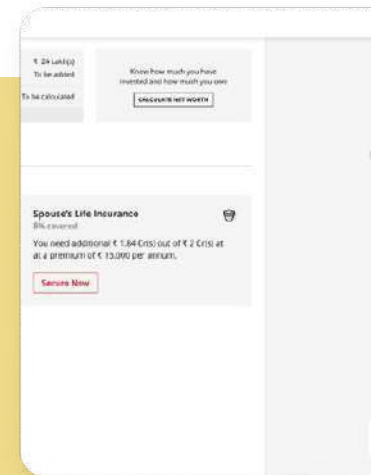 ₹ 24 Lakh(s)
To be added
To be calculated
Know how much you have
invested and how much you owe
CALCULATE NET WORTH
Spouse's Life Insurance
8% covered
You need additional ₹ 1.84 Cr(s) out of ₹ 2 Cr(s) at
at a premium of ₹ 15,000 per annum.
Secure Now